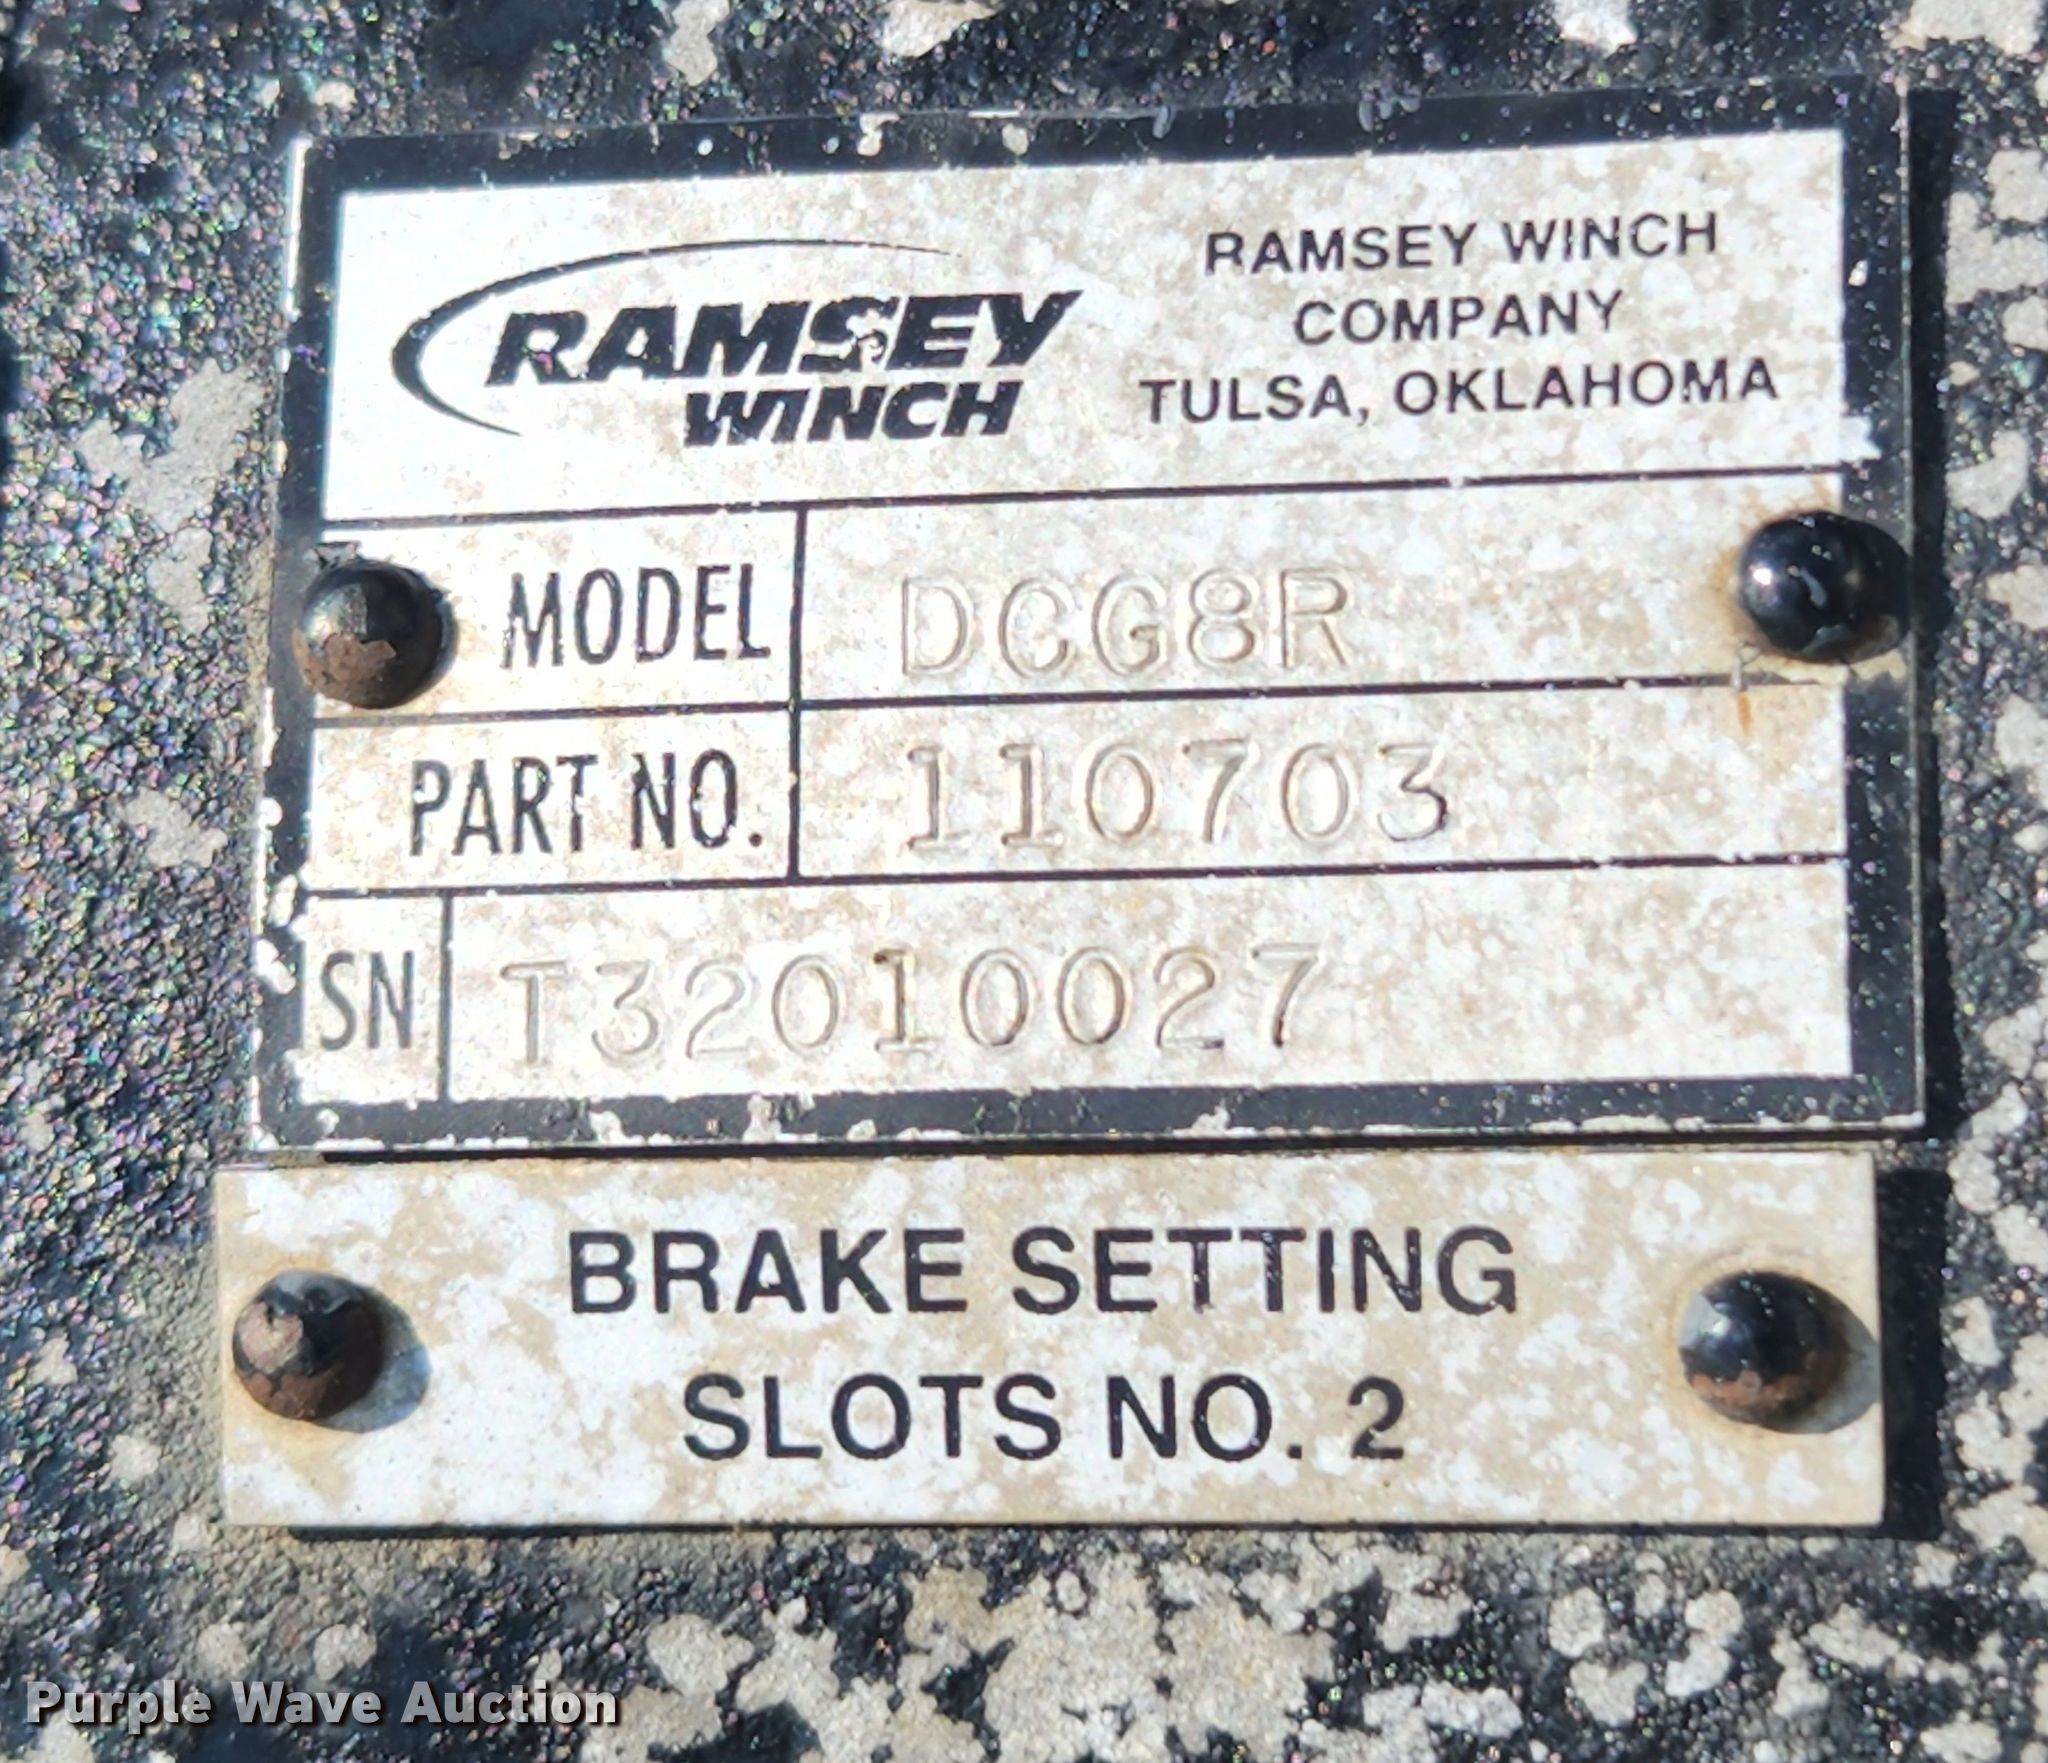 RAMSEY
WINCH
RAMSEY WINCH
COMPANY
TULSA, OKLAHOMA
MODEL DCG8R
PART NO. 110703
SN T32010027
BRAKE SETTING
SLOTS NO. 2
Purple Wave Auction